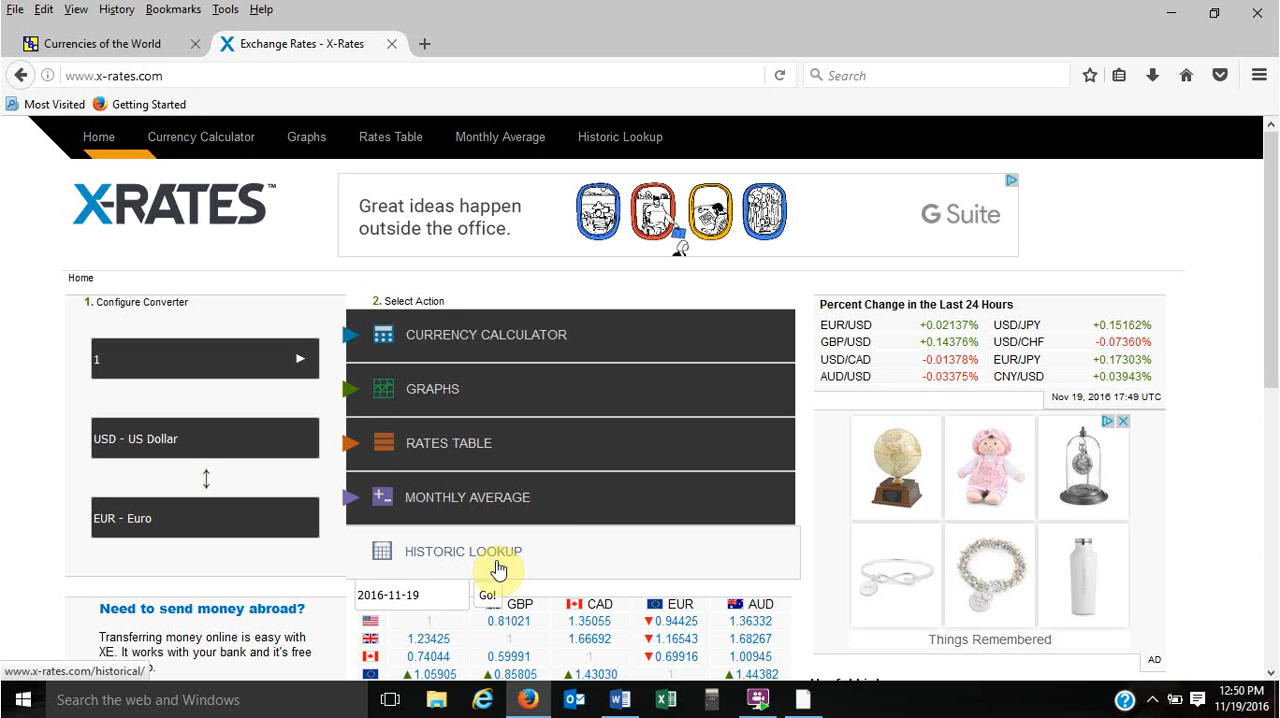 File Edit View History Bookmarks Tools Help
Currencies of the World
Exchange Rates - X-Rates
www.x-rates.com
Search
Most Visited Getting Started
Home Currency Calculator Graphs Rates Table Monthly Average Historic Lookup
X-RATES™
Great ideas happen
outside the office.
G Suite
Home
1. Configure Converter
2. Select Action
1
USD - US Dollar
EUR - Euro
CURRENCY CALCULATOR
GRAPHS
RATES TABLE
MONTHLY AVERAGE
HISTORIC LOOKUP
2016-11-19 Go!
Percent Change in the Last 24 Hours
EUR/USD +0.02137% USD/JPY +0.15162%
GBP/USD +0.14376% USD/CHF -0.07360%
USD/CAD -0.01378% EUR/JPY +0.17303%
AUD/USD -0.03375% CNY/USD +0.03943%
Nov 19, 2016 17:49 UTC
Things Remembered
AD
Need to send money abroad?
Transferring money online is easy with
XE. It works with your bank and it's free
GBP CAD EUR AUD
1 0.81021 1.35055 ▼0.94425 1.36332
1.23425 1 1.66692 ▼1.16543 1.68267
0.74044 0.59991 1 ▼0.69916 1.00945
▲1.05905 ▲0.85805 ▲1.43030 ▲1.44382
www.x-rates.com/historical/
Search the web and Windows
12:50 PM
11/19/2016